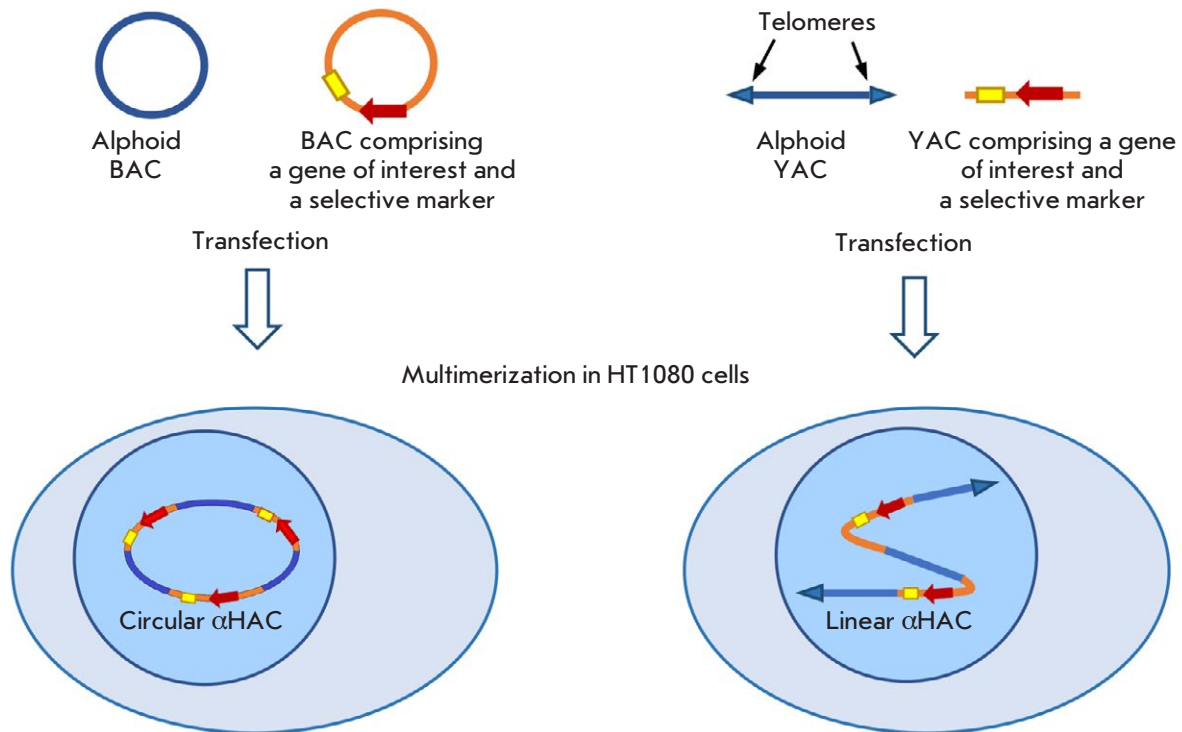 Telomeres
Alphoid
BAC
BAC comprising
a gene of interest and
a selective marker
Alphoid
YAC
YAC comprising a gene
of interest and
a selective marker
Transfection
Transfection
Multimerization in HT1080 cells
Circular αHAC
Linear αHAC